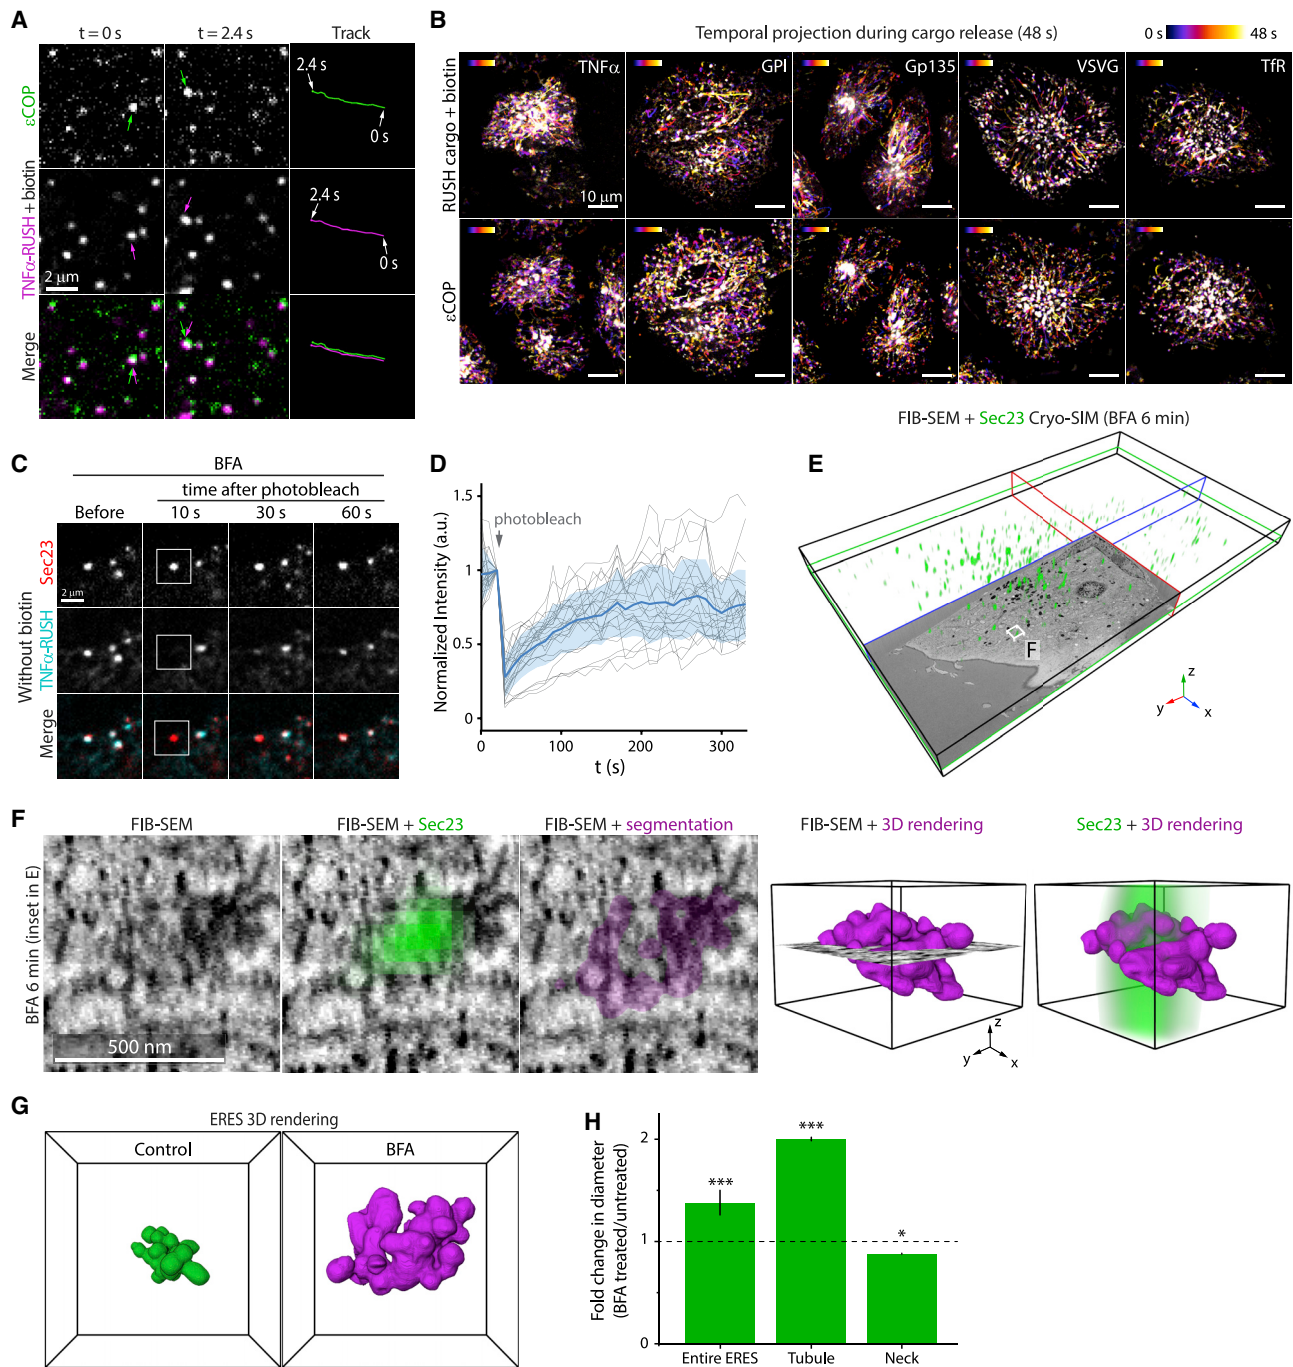 A
t = 0 s
t = 2.4 s
Track
εCOP
TNFα-RUSH + biotin
Merge
2.4 s
0 s
2.4 s
0 s
2 μm
B
Temporal projection during cargo release (48 s)
0 s
48 s
RUSH cargo + biotin
εCOP
TNFα
GPI
Gp135
VSVG
TfR
10 μm
C
BFA
time after photobleach
Before
10 s
30 s
60 s
Without biotin
Sec23
TNFα-RUSH
Merge
2 μm
D
Normalized Intensity (a.u.)
1.5
1
0.5
0
photobleach
0
100
200
300
t (s)
E
FIB-SEM + Sec23 Cryo-SIM (BFA 6 min)
F
z
y
x
F
BFA 6 min (inset in E)
FIB-SEM
FIB-SEM + Sec23
FIB-SEM + segmentation
FIB-SEM + 3D rendering
Sec23 + 3D rendering
500 nm
z
y
x
G
ERES 3D rendering
Control
BFA
H
Fold change in diameter
(BFA treated/untreated)
2
1
0
***
***
*
Entire ERES
Tubule
Neck